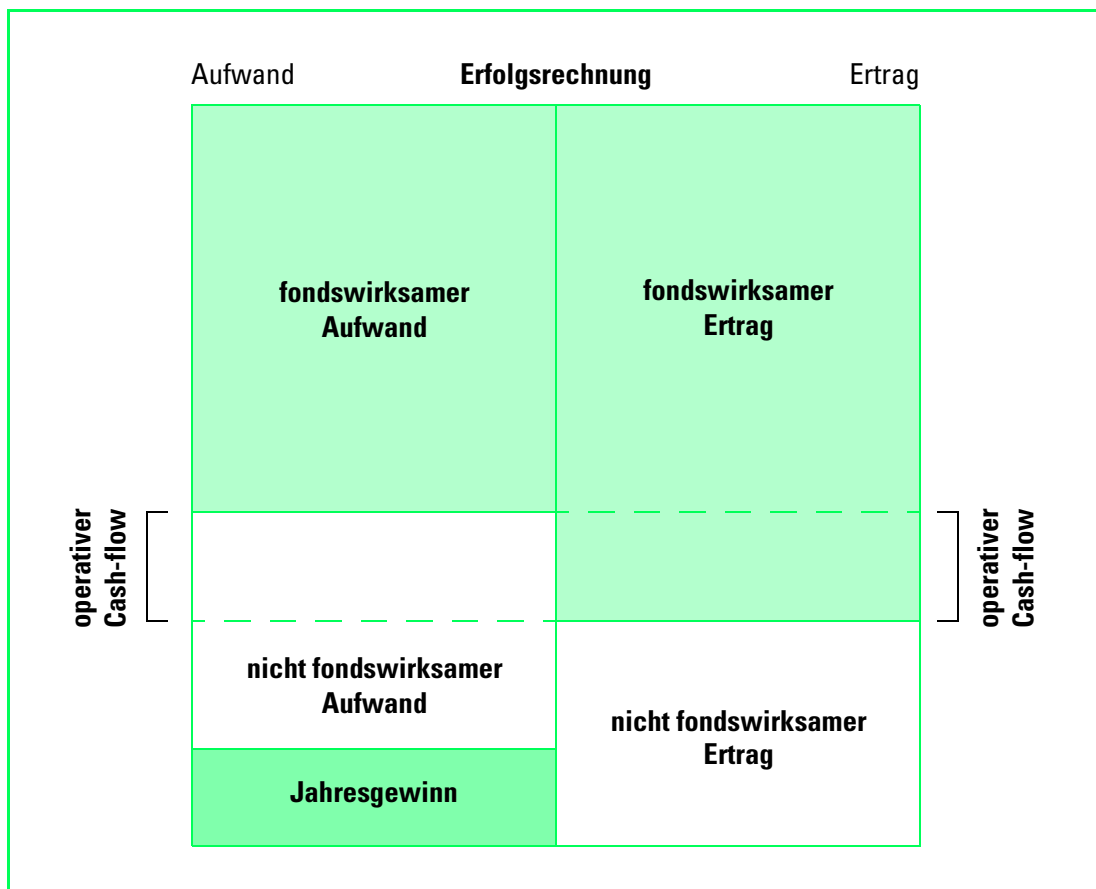 Aufwand Erfolgsrechnung Ertrag
fondswirksamer
Aufwand
fondswirksamer
Ertrag
operativer
Cash-flow
operativer
Cash-flow
nicht fondswirksamer
Aufwand
nicht fondswirksamer
Ertrag
Jahresgewinn